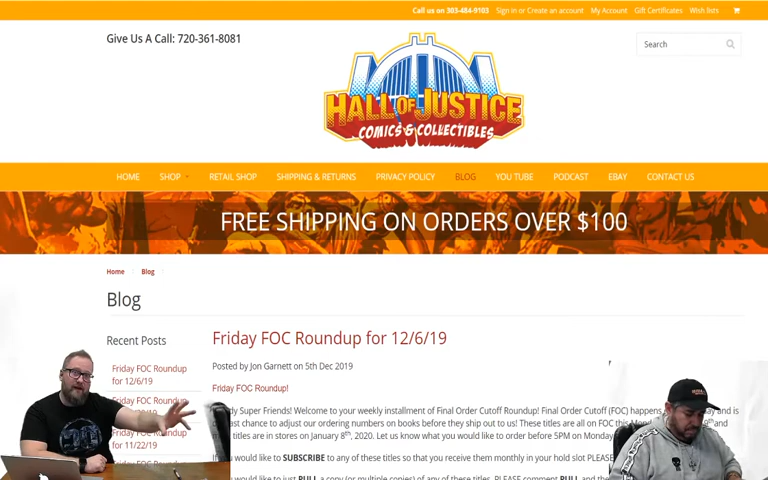 Call us on 303-484-9103 Sign in or Create an account My Account Gift Certificates Wish lists
Give Us A Call: 720-361-8081
Search
HALL OF JUSTICE
COMICS & COLLECTIBLES
HOME SHOP RETAIL SHOP SHIPPING & RETURNS PRIVACY POLICY BLOG YOU TUBE PODCAST EBAY CONTACT US
FREE SHIPPING ON ORDERS OVER $100
Home Blog
Blog
Recent Posts
Friday FOC Roundup
for 12/6/19
Friday FOC Roundup
for 11/22/19
Friday FOC Roundup for 12/6/19
Posted by Jon Garnett on 5th Dec 2019
Friday FOC Roundup!
Super Friends! Welcome to your weekly installment of Final Order Cutoff Roundup! Final Order Cutoff (FOC) happens and is
chance to adjust our ordering numbers on books before they ship out to us! These titles are all on FOC this and
titles are in stores on January 8th, 2020. Let us know what you would like to order before 5PM on Monday
would like to SUBSCRIBE to any of these titles so that you receive them monthly in your hold slot PLEASE
would like to just PULL a copy (or multiple copies) of any of these titles, PLEASE comment PULL and the